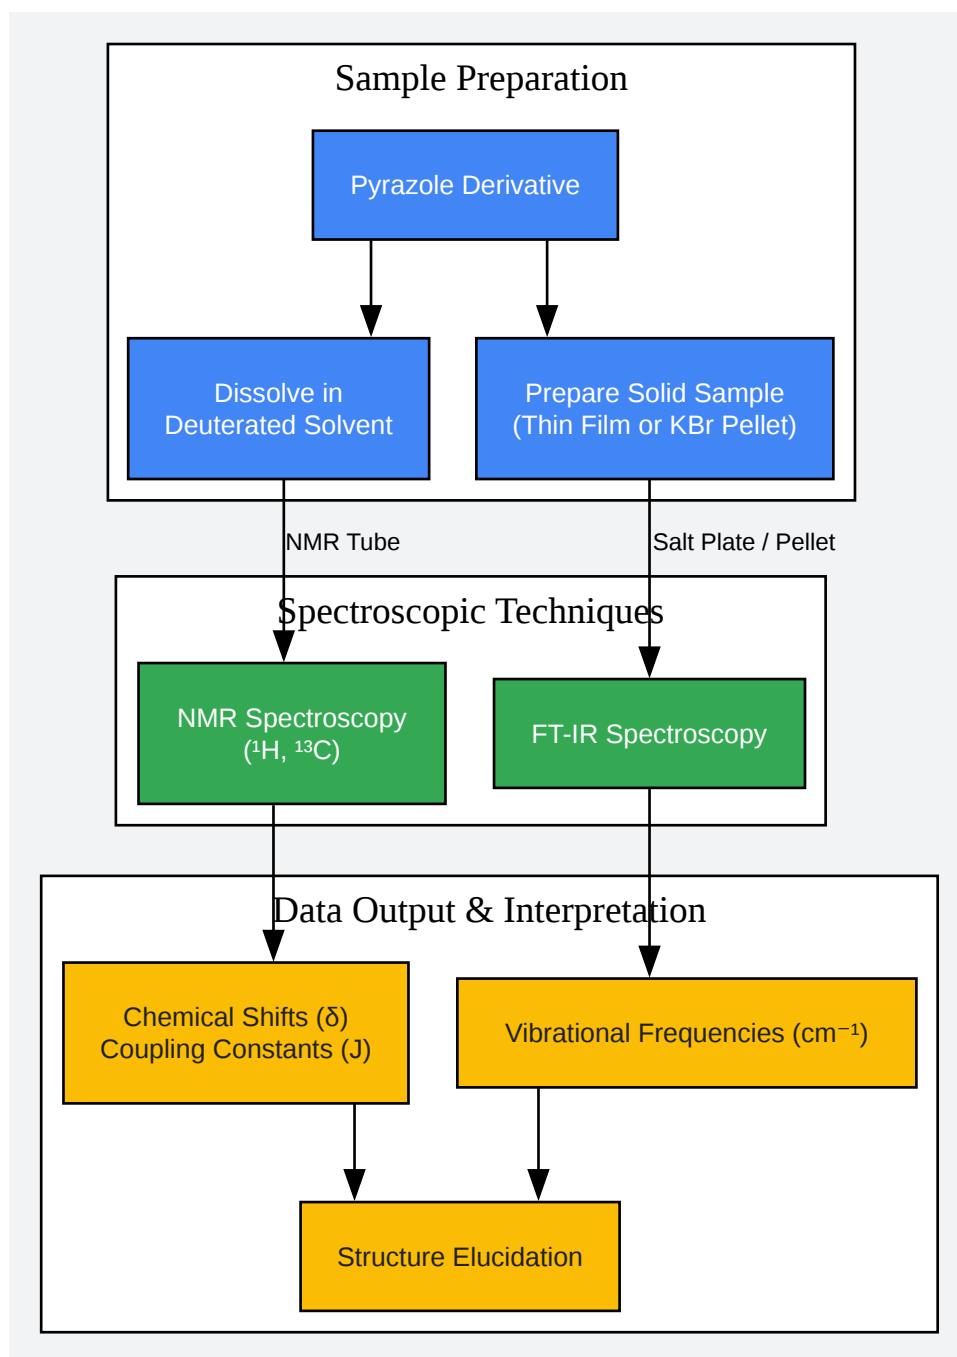 Sample Preparation
Pyrazole Derivative
Dissolve in
Deuterated Solvent
Prepare Solid Sample
(Thin Film or KBr Pellet)
NMR Tube
Salt Plate / Pellet
Spectroscopic Techniques
NMR Spectroscopy
(¹H, ¹³C)
FT-IR Spectroscopy
Data Output & Interpretation
Chemical Shifts (δ)
Coupling Constants (J)
Vibrational Frequencies (cm⁻¹)
Structure Elucidation